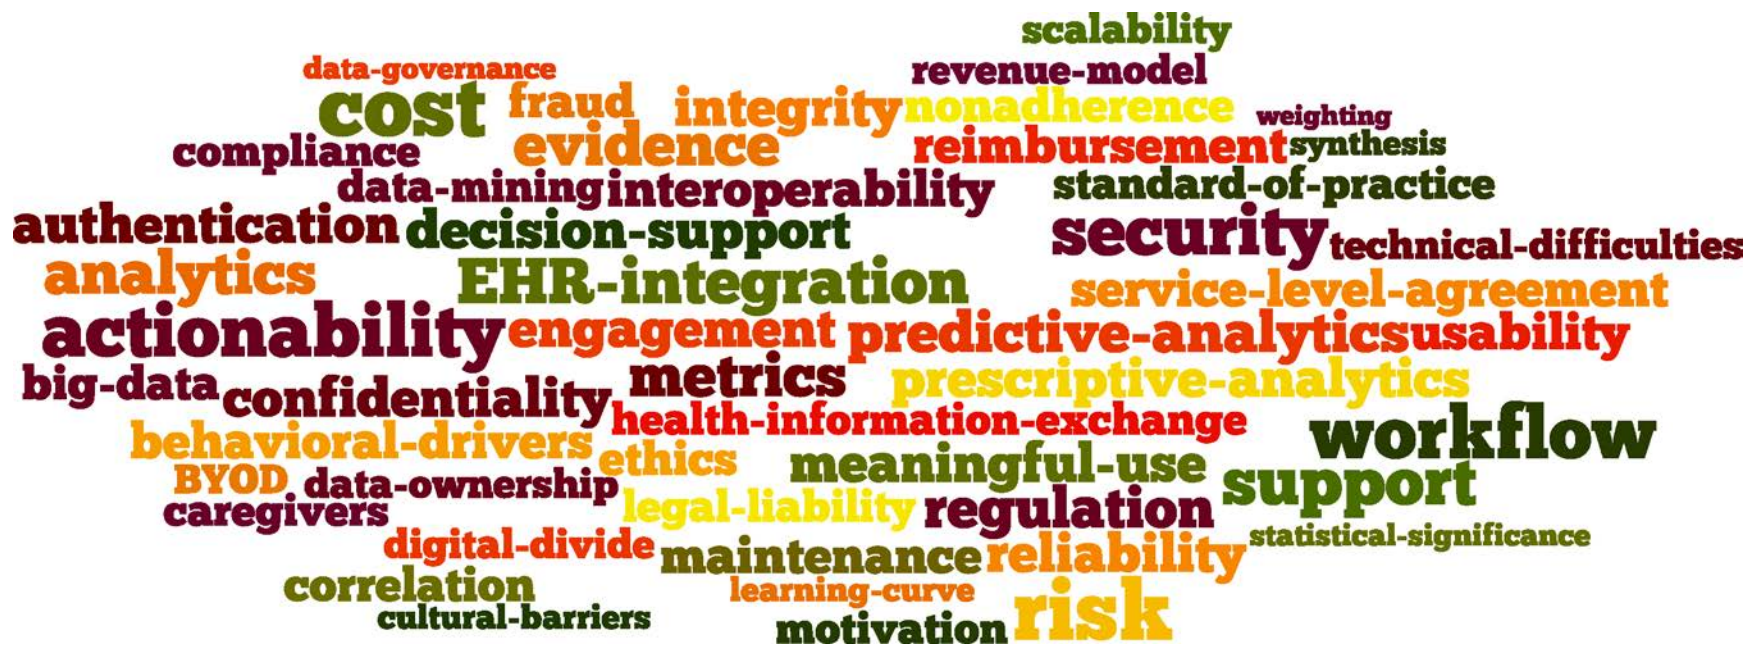 scalability
data-governance revenue-model
cost fraud integrity nonadherence weighting
compliance evidence reimbursement synthesis
data-mining interoperability standard-of-practice
authentication decision-support security technical-difficulties
analytics EHR-integration service-level-agreement
actionability engagement predictive-analytics usability
big-data confidentiality metrics prescriptive-analytics
behavioral-drivers health-information-exchange workflow
BYOD data-ownership ethics meaningful-use support
caregivers legal-liability regulation
digital-divide maintenance reliability statistical-significance
correlation learning-curve risk
cultural-barriers motivation